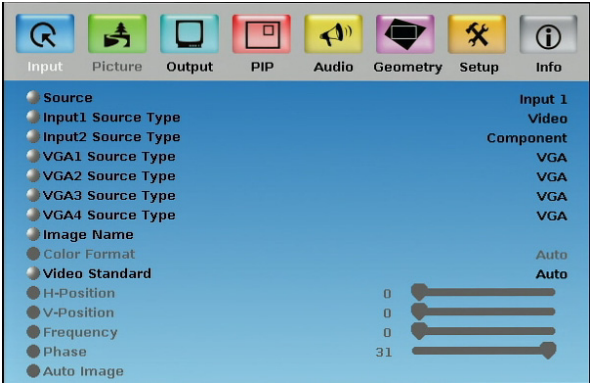 Input Picture Output PIP Audio Geometry Setup Info
Source Input 1
Input1 Source Type Video
Input2 Source Type Component
VGA1 Source Type VGA
VGA2 Source Type VGA
VGA3 Source Type VGA
VGA4 Source Type VGA
Image Name
Color Format Auto
Video Standard Auto
H-Position 0
V-Position 0
Frequency 0
Phase 31
Auto Image